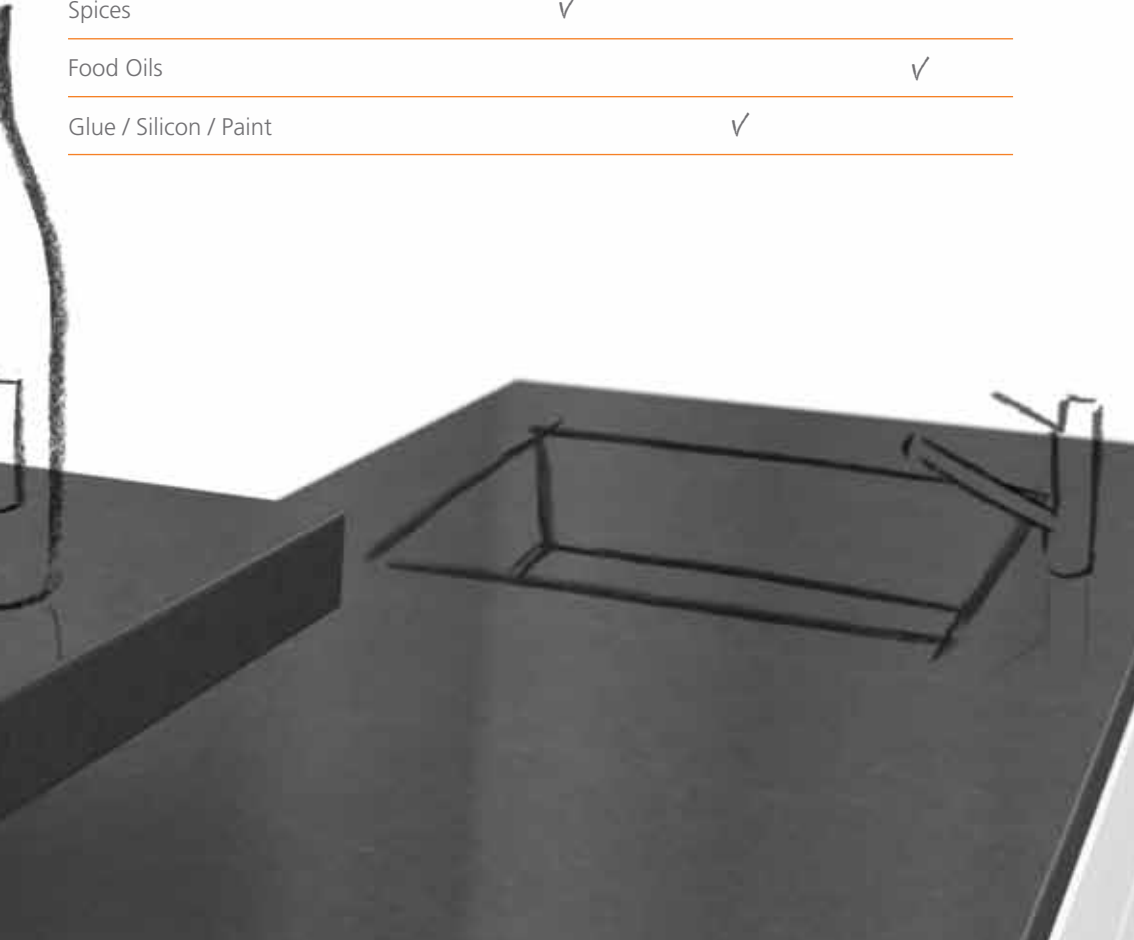 Spices ✓
Food Oils ✓
Glue / Silicon / Paint ✓